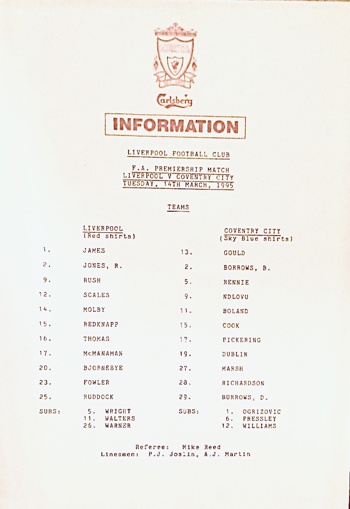 Carlsberg
INFORMATION
LIVERPOOL FOOTBALL CLUB
F.A. PREMIERSHIP MATCH
LIVERPOOL V COVENTRY CITY
TUESDAY, 14TH MARCH, 1995
TEAMS
LIVERPOOL COVENTRY CITY
(Red shirts) (Sky Blue shirts)
1. JAMES 13. GOULD
2. JONES, R. 2. BORROWS, B.
9. RUSH 5. RENNIE
12. SCALES 9. NDLOVU
14. MOLBY 11. BOLAND
15. REDKNAPP 15. COOK
16. THOMAS 17. PICKERING
17. McMANAMAN 19. DUBLIN
20. BJORNEBYE 27. MARSH
23. FOWLER 28. RICHARDSON
25. RUDDOCK 29. BURROWS, D.
SUBS: 5. WRIGHT SUBS: 1. OGRIZOVIC
11. WALTERS 6. PRESSLEY
26. WARNER 12. WILLIAMS
Referee: Mike Reed
Linesmen: P.J. Joslin, A.J. Martin